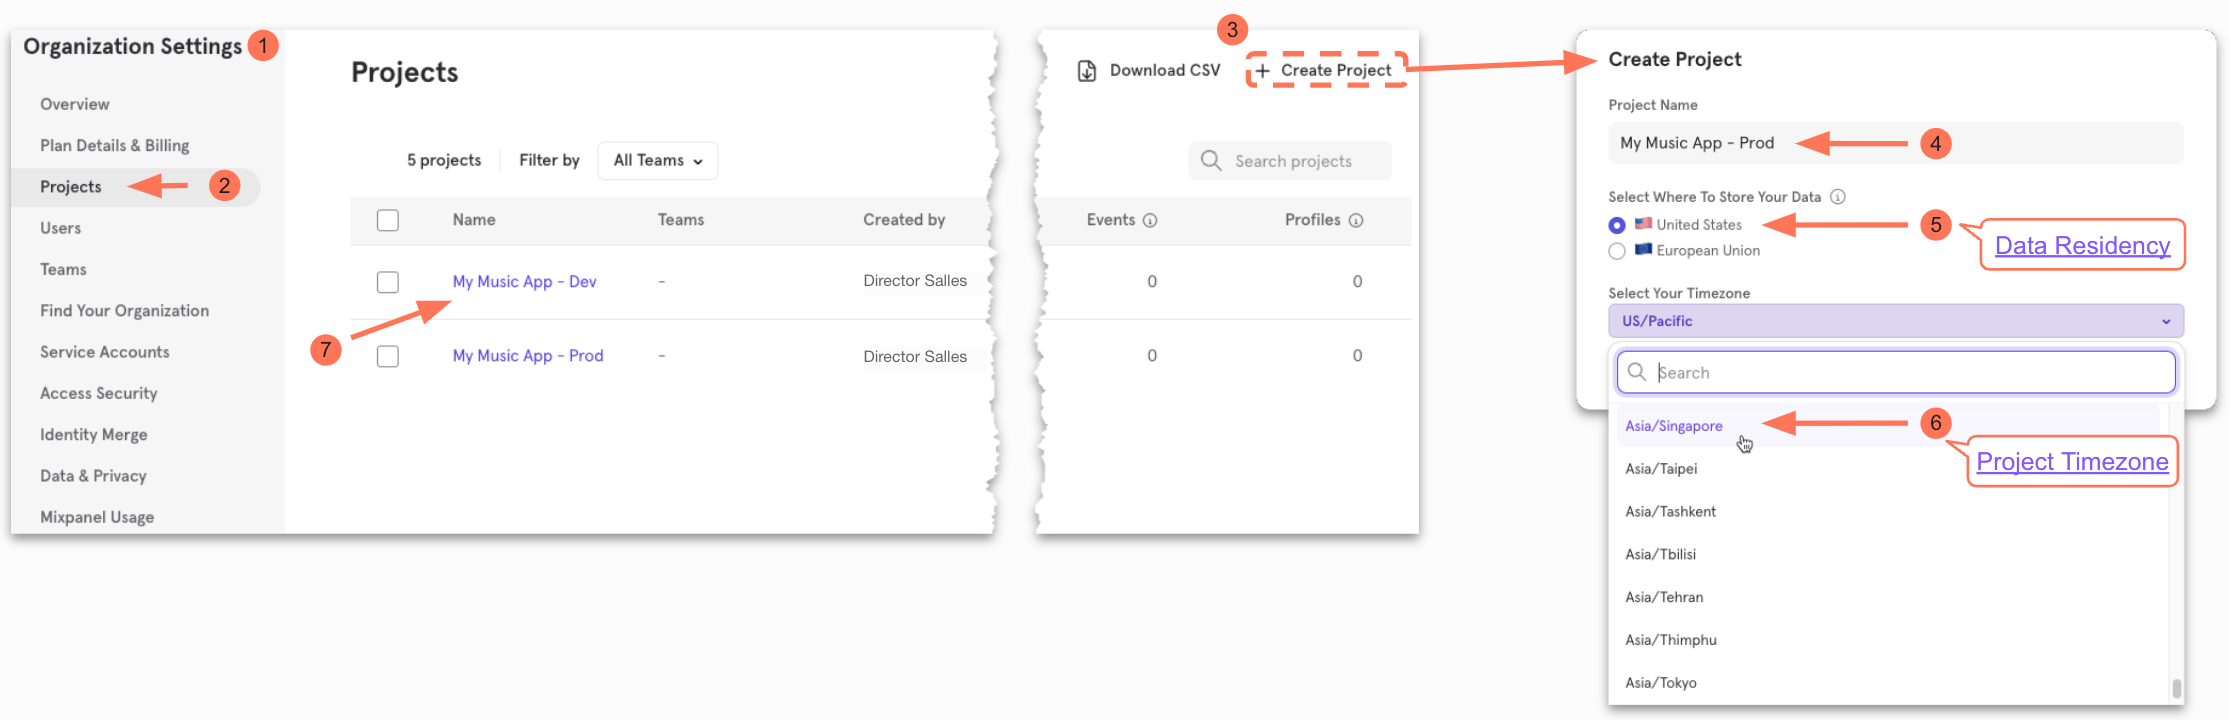 Organization Settings 1
Overview
Plan Details & Billing
Projects 2
Users
Teams
Find Your Organization
Service Accounts
Access Security
Identity Merge
Data & Privacy
Mixpanel Usage
Projects
5 projects Filter by All Teams
Name Teams Created by
My Music App - Dev - Director Salles
7
My Music App - Prod - Director Salles
3
Download CSV + Create Project
Search projects
Events Profiles
0 0
0 0
Create Project
Project Name
My Music App - Prod 4
Select Where To Store Your Data
United States 5
Data Residency
European Union
Select Your Timezone
US/Pacific
Search
Asia/Singapore 6
Project Timezone
Asia/Taipei
Asia/Tashkent
Asia/Tbilisi
Asia/Tehran
Asia/Thimphu
Asia/Tokyo